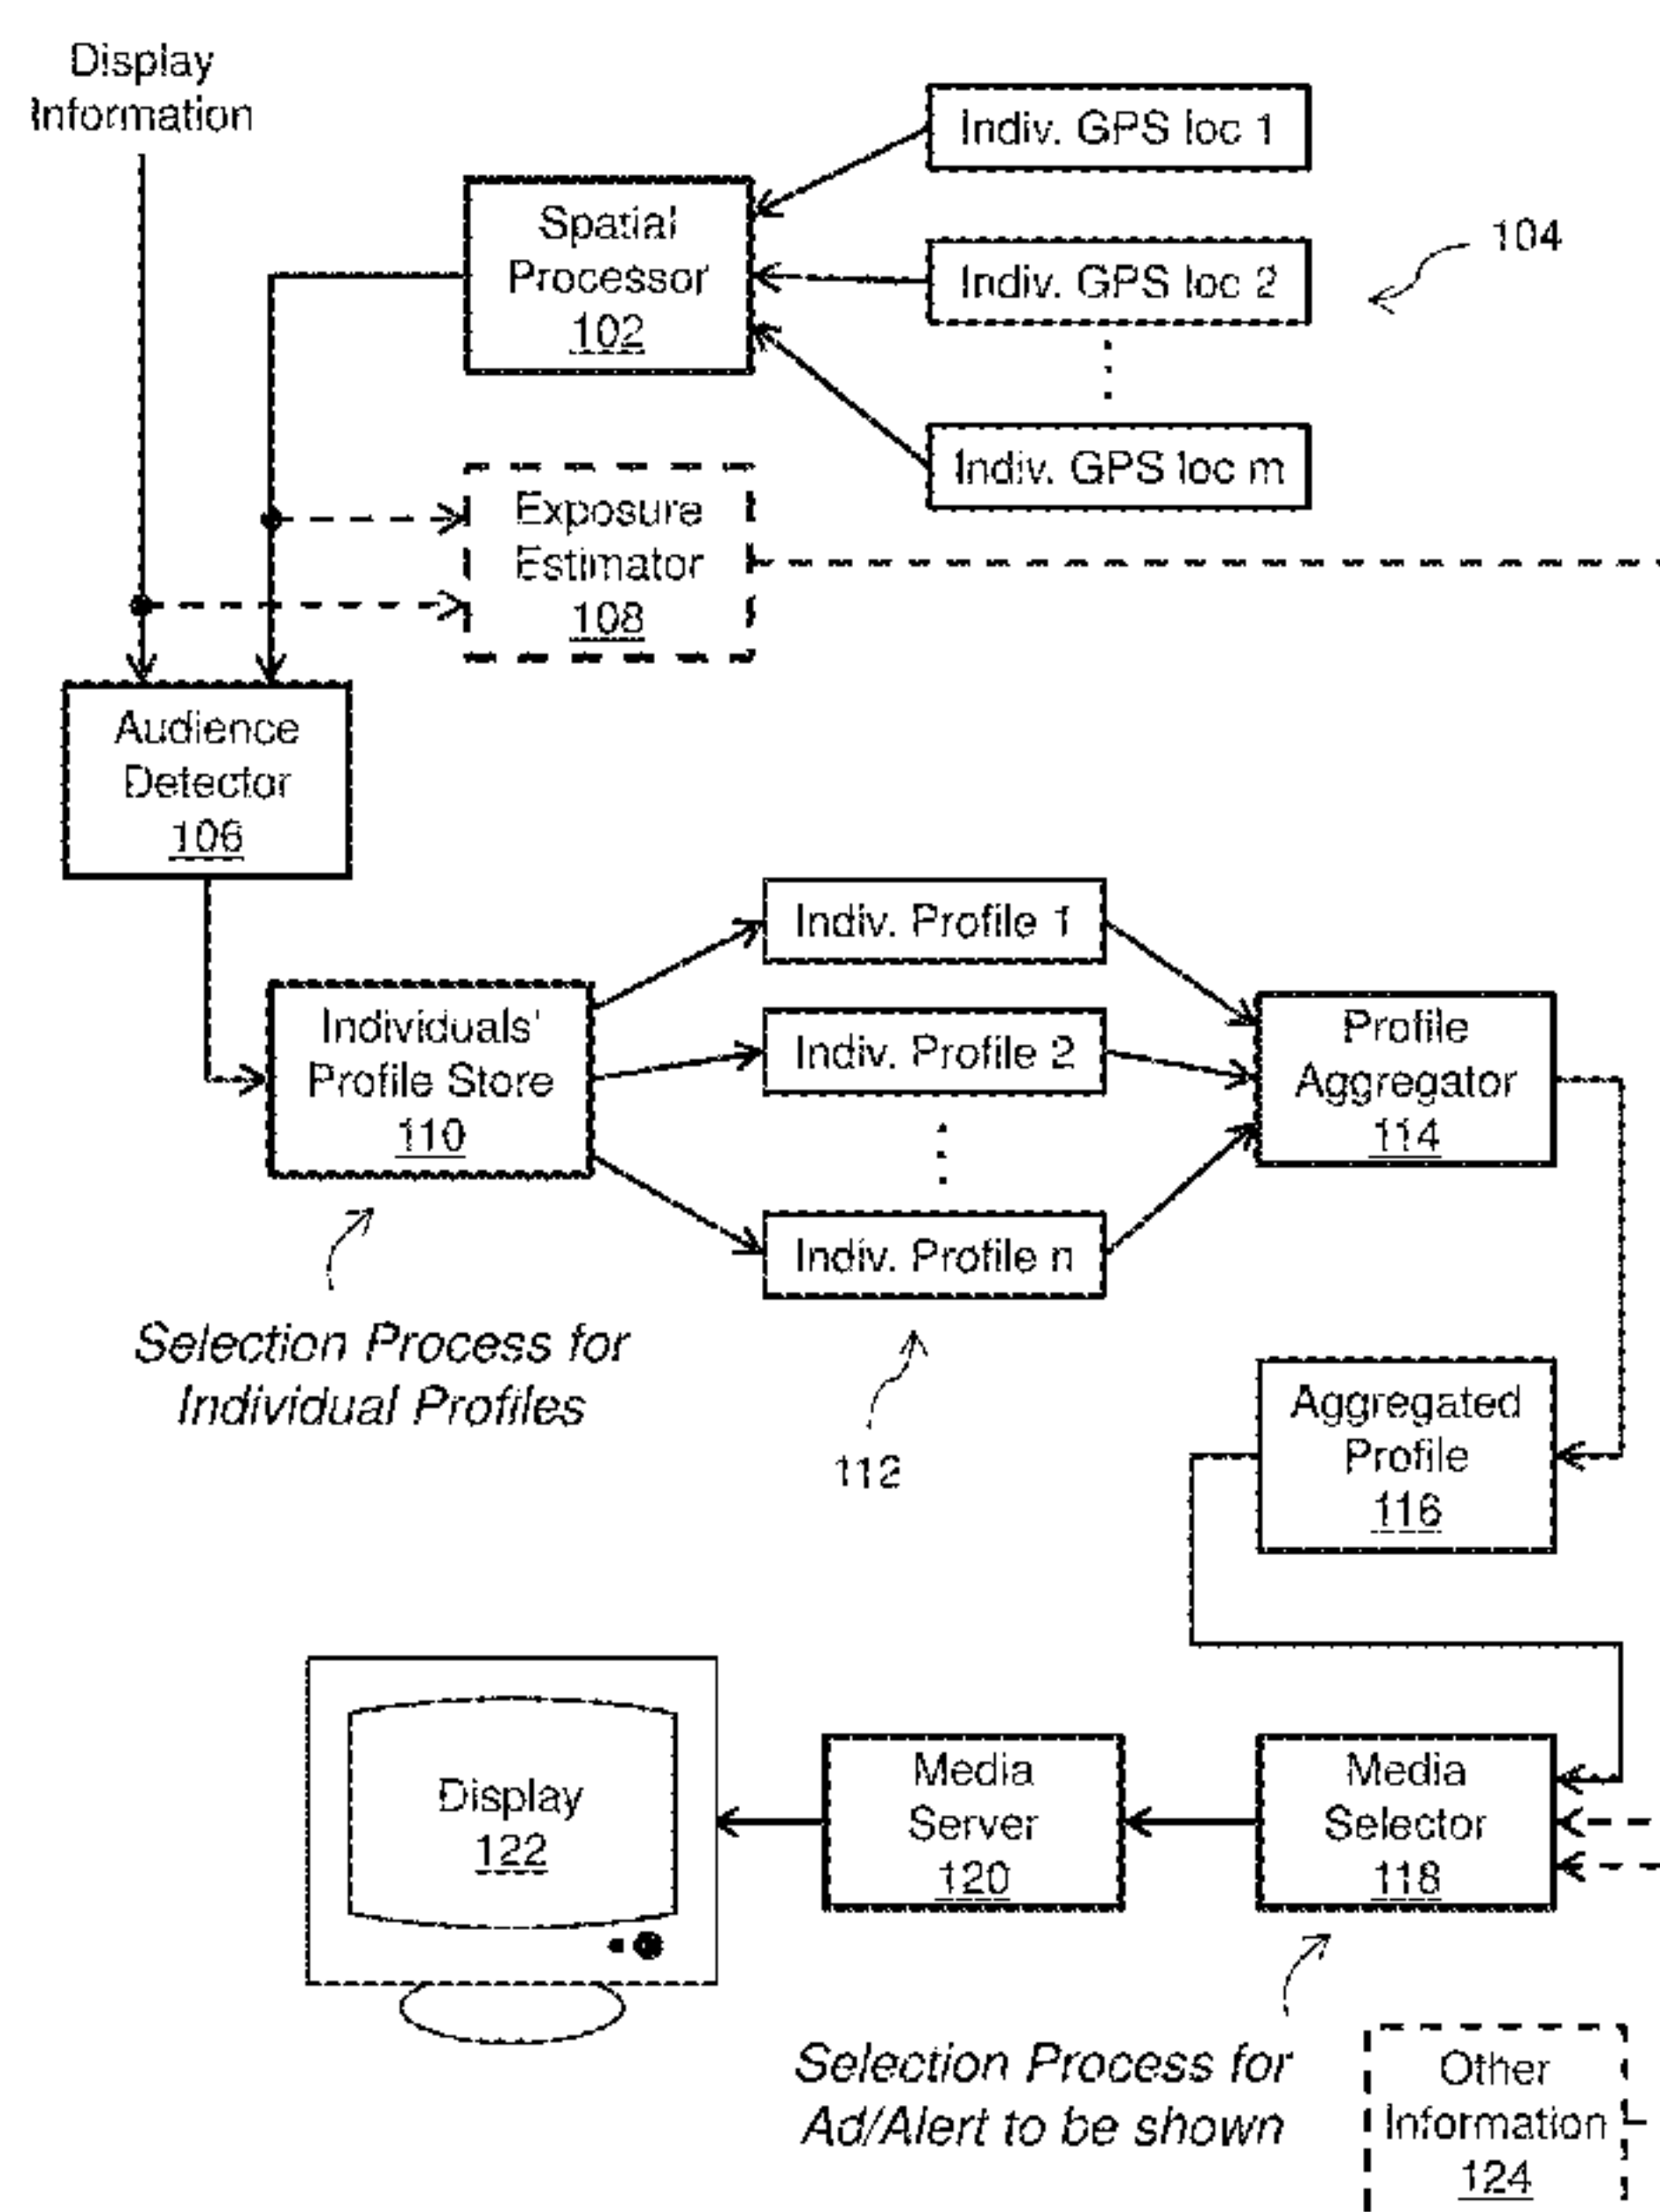 Display
Information
Indiv. GPS loc 1
Spatial
Processor
102
Indiv. GPS loc 2
104
Indiv. GPS loc m
Exposure
Estimator
108
Audience
Detector
106
Indiv. Profile 1
Individuals'
Profile Store
110
Indiv. Profile 2
Profile
Aggregator
114
Indiv. Profile n
Selection Process for
Individual Profiles
112
Aggregated
Profile
116
Display
122
Media
Server
120
Media
Selector
118
Selection Process for
Ad/Alert to be shown
Other
Information
124